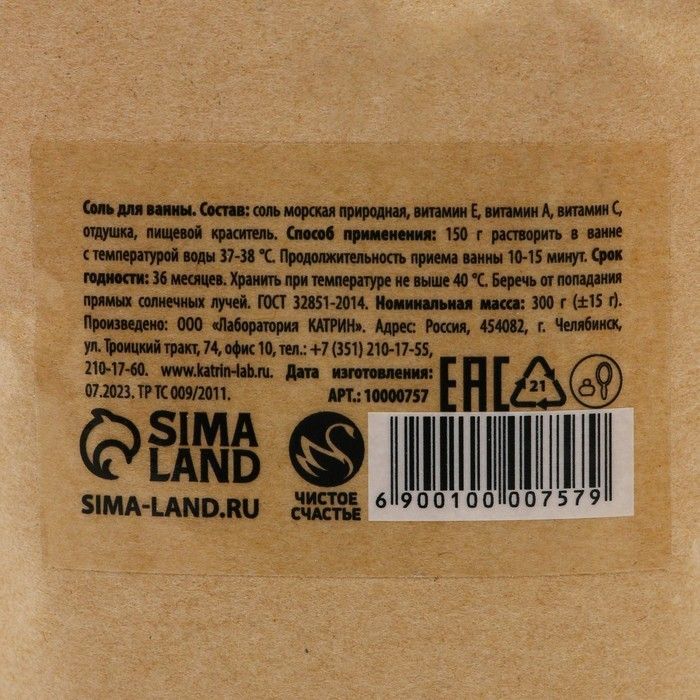 Соль для ванны. Состав: соль морская природная, витамин Е, витамин А, витамин С,
отдушка, пищевой краситель. Способ применения: 150 г растворить в ванне
с температурой воды 37-38 °С. Продолжительность приема ванны 10-15 минут. Срок
годности: 36 месяцев. Хранить при температуре не выше 40 °С. Беречь от попадания
прямых солнечных лучей. ГОСТ 32851-2014. Номинальная масса: 300 г (±15 г).
Произведено: ООО «Лаборатория КАТРИН». Адрес: Россия, 454082, г. Челябинск,
ул. Троицкий тракт, 74, офис 10, тел.: +7 (351) 210-17-55,
210-17-60. www.katrin-lab.ru. Дата изготовления:
07.2023. ТР ТС 009/2011. АРТ.: 10000757
ЕАС 21
SIMA
LAND
SIMA-LAND.RU
ЧИСТОЕ
СЧАСТЬЕ
6 900100 007579